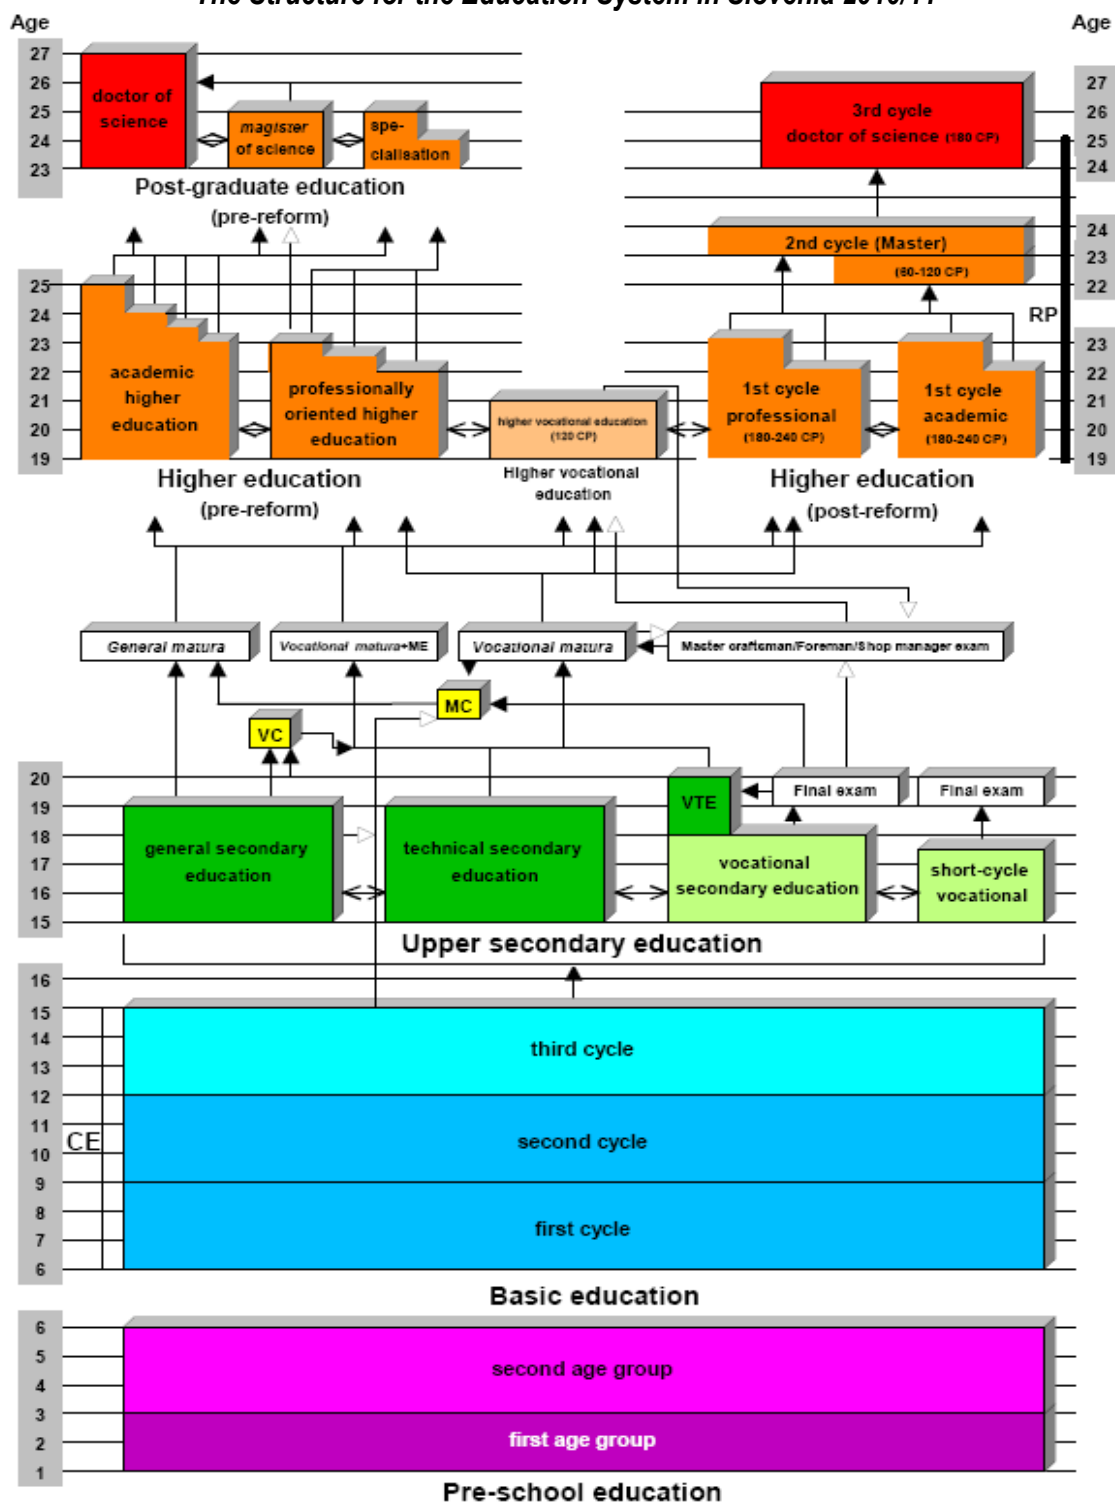 The Structure for the Education System in Slovenia 2010/11
Age
Age
27
26
25
24
23
doctor of
science
magister
of science
spe-
cialisation
Post-graduate education
(pre-reform)
27
26
25
24
3rd cycle
doctor of science (180 CP)
24
23
22
2nd cycle (Master)
(60-120 CP)
RP
25
24
23
22
21
20
19
academic
higher
education
professionally
oriented higher
education
higher vocational education
(120 CP)
1st cycle
professional
(180-240 CP)
1st cycle
academic
(180-240 CP)
23
22
21
20
19
Higher education
(pre-reform)
Higher vocational
education
Higher education
(post-reform)
General matura
Vocational matura+ME
Vocational matura
Master craftsman/Foreman/Shop manager exam
MC
VC
20
19
18
17
16
15
general secondary
education
technical secondary
education
VTE
Final exam
Final exam
vocational
secondary education
short-cycle
vocational
Upper secondary education
16
15
14
13
12
11
10
9
8
7
6
CE
third cycle
second cycle
first cycle
Basic education
6
5
4
3
2
1
second age group
first age group
Pre-school education